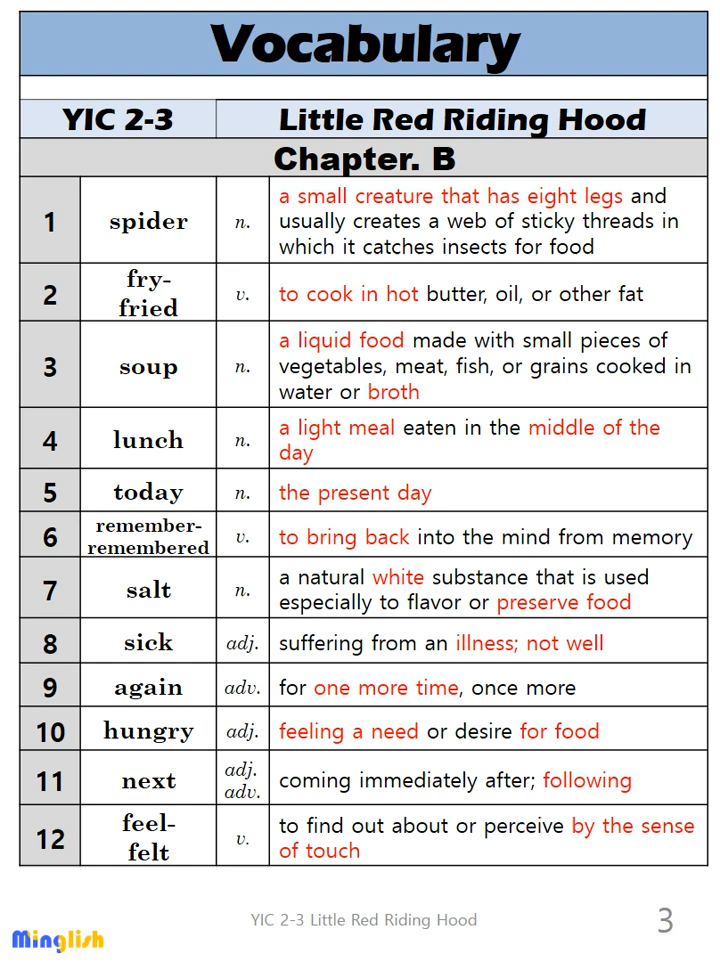 Vocabulary
YIC 2-3 Little Red Riding Hood
Chapter. B
1 spider n. a small creature that has eight legs and
usually creates a web of sticky threads in
which it catches insects for food
2 fry-
fried v. to cook in hot butter, oil, or other fat
3 soup n. a liquid food made with small pieces of
vegetables, meat, fish, or grains cooked in
water or broth
4 lunch n. a light meal eaten in the middle of the
day
5 today n. the present day
6 remember-
remembered v. to bring back into the mind from memory
7 salt n. a natural white substance that is used
especially to flavor or preserve food
8 sick adj. suffering from an illness; not well
9 again adv. for one more time, once more
10 hungry adj. feeling a need or desire for food
11 next adj.
adv. coming immediately after; following
12 feel-
felt v. to find out about or perceive by the sense
of touch
Minglish YIC 2-3 Little Red Riding Hood 3